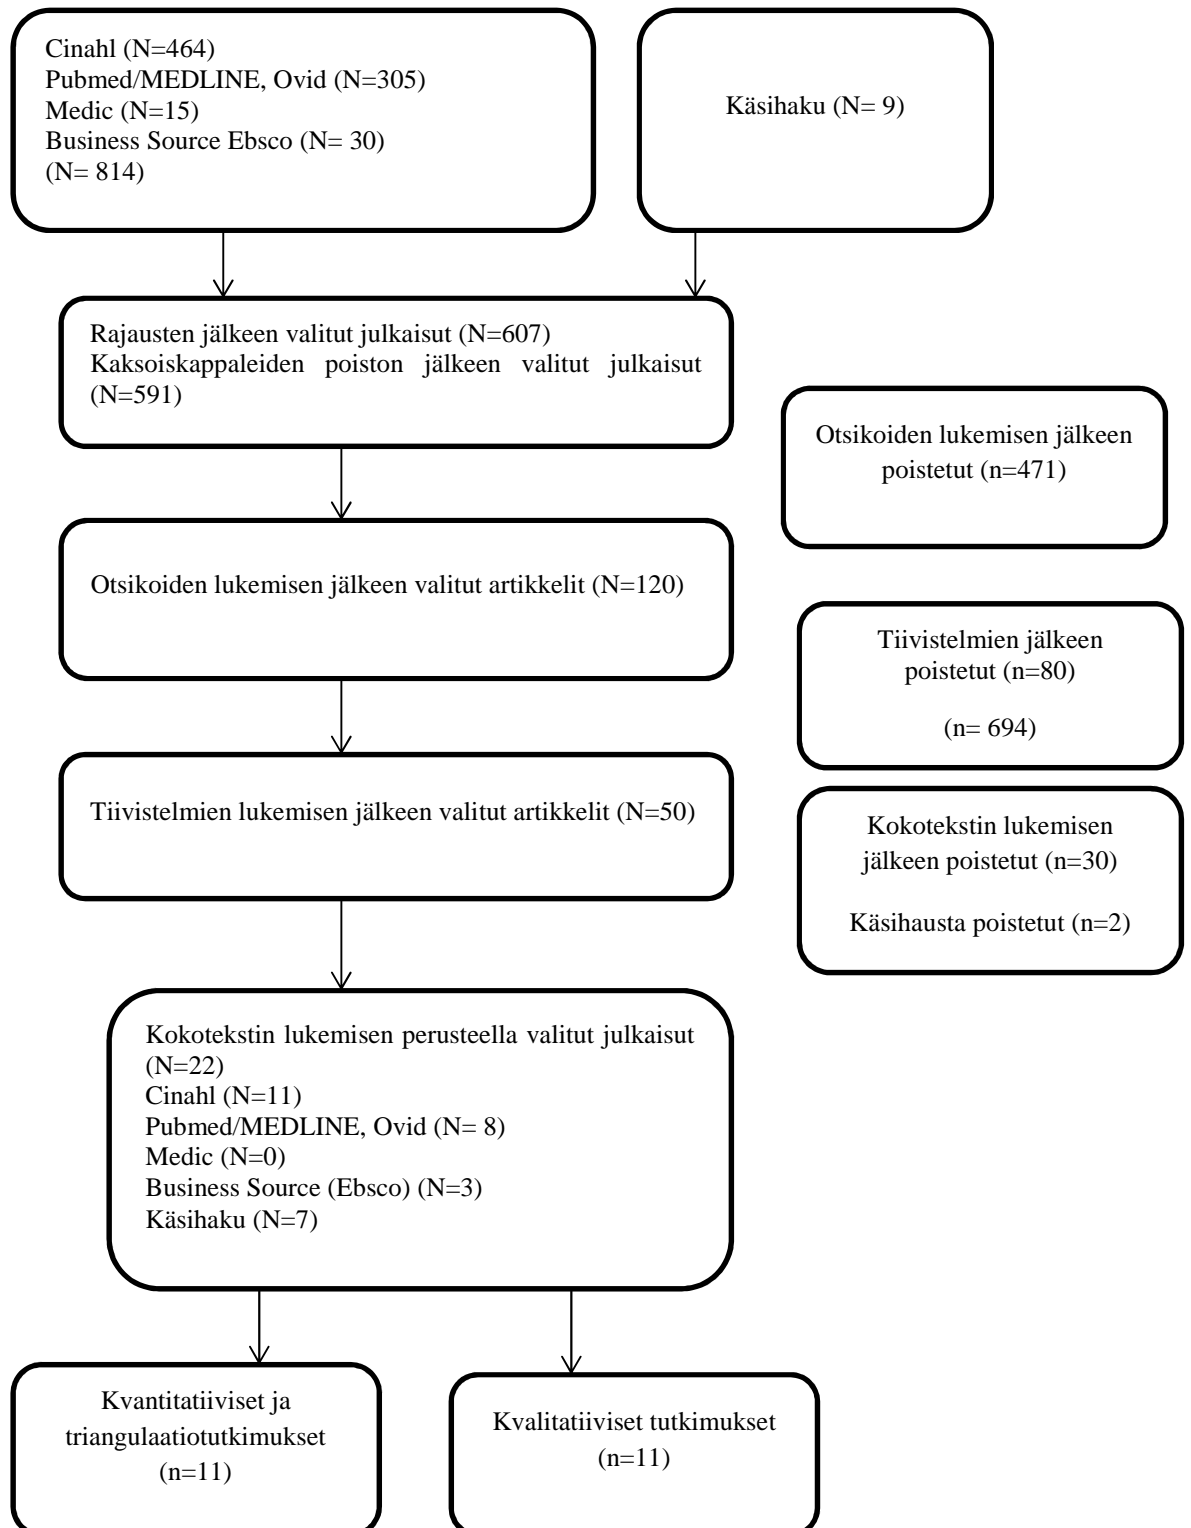 Cinahl (N=464)
Pubmed/MEDLINE, Ovid (N=305)
Medic (N=15)
Business Source Ebsco (N= 30)
(N= 814)
Käsihaku (N= 9)
Rajausten jälkeen valitut julkaisut (N=607)
Kaksoiskappaleiden poiston jälkeen valitut julkaisut
(N=591)
Otsikoiden lukemisen jälkeen
poistetut (n=471)
Otsikoiden lukemisen jälkeen valitut artikkelit (N=120)
Tiivistelmien jälkeen
poistetut (n=80)
(n= 694)
Tiivistelmien lukemisen jälkeen valitut artikkelit (N=50)
Kokotekstin lukemisen
jälkeen poistetut (n=30)
Käsihausta poistetut (n=2)
Kokotekstin lukemisen perusteella valitut julkaisut
(N=22)
Cinahl (N=11)
Pubmed/MEDLINE, Ovid (N= 8)
Medic (N=0)
Business Source (Ebsco) (N=3)
Käsihaku (N=7)
Kvantitatiiviset ja
triangulaatiotutkimukset
(n=11)
Kvalitatiiviset tutkimukset
(n=11)